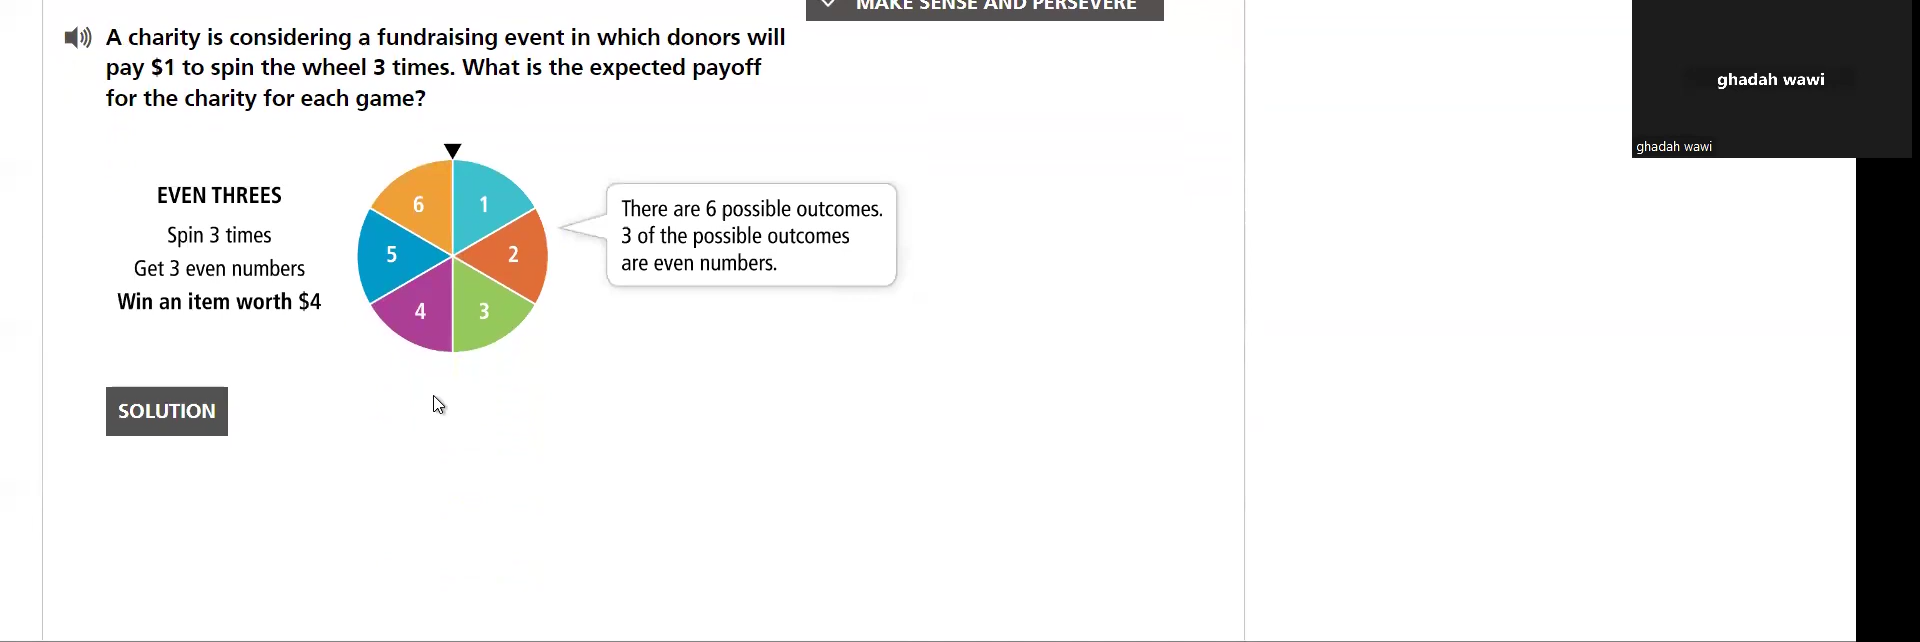 MAKE SENSE AND PERSEVERE
A charity is considering a fundraising event in which donors will
pay $1 to spin the wheel 3 times. What is the expected payoff
for the charity for each game?
EVEN THREES
Spin 3 times
Get 3 even numbers
Win an item worth $4
6
1
5
2
4
3
There are 6 possible outcomes.
3 of the possible outcomes
are even numbers.
SOLUTION
ghadah wawi
ghadah wawi